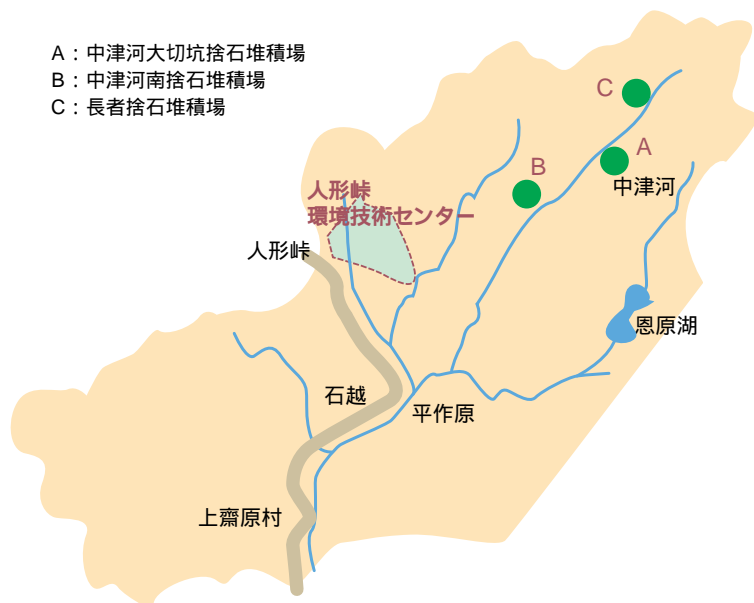 A：中津河大切坑捨石堆積場
B：中津河南捨石堆積場
C：長者捨石堆積場
C
A
B
中津河
人形峠
環境技術センター
人形峠
恩原湖
石越
平作原
上齋原村